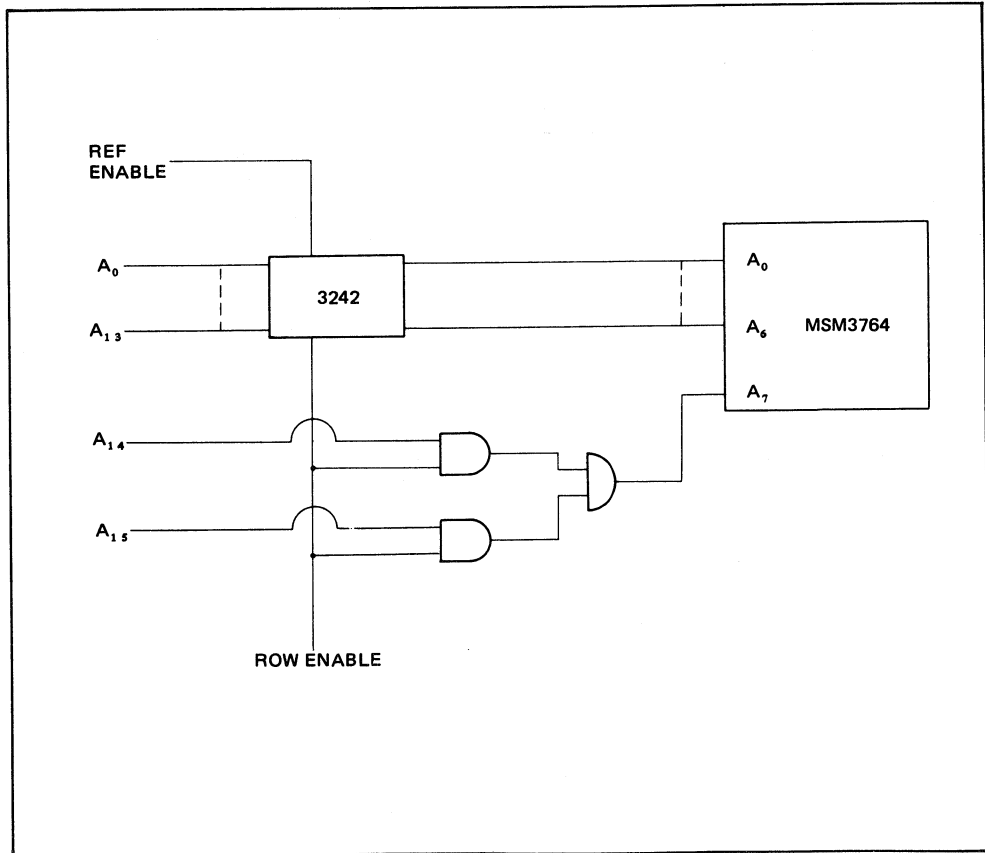 REF
ENABLE
A₀
A₁₃
3242
A₀
A₆
MSM3764
A₇
A₁₄
A₁₅
ROW ENABLE